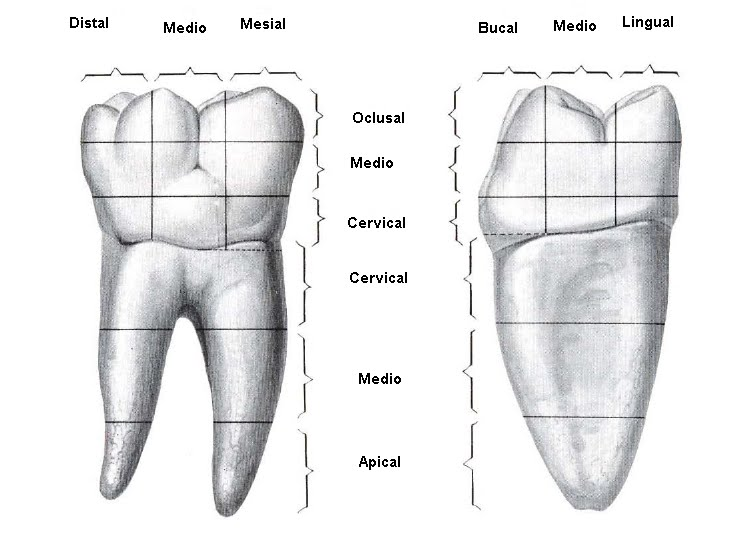 Distal
Medio
Mesial
Bucal
Medio
Lingual
Oclusal
Medio
Cervical
Cervical
Medio
Apical